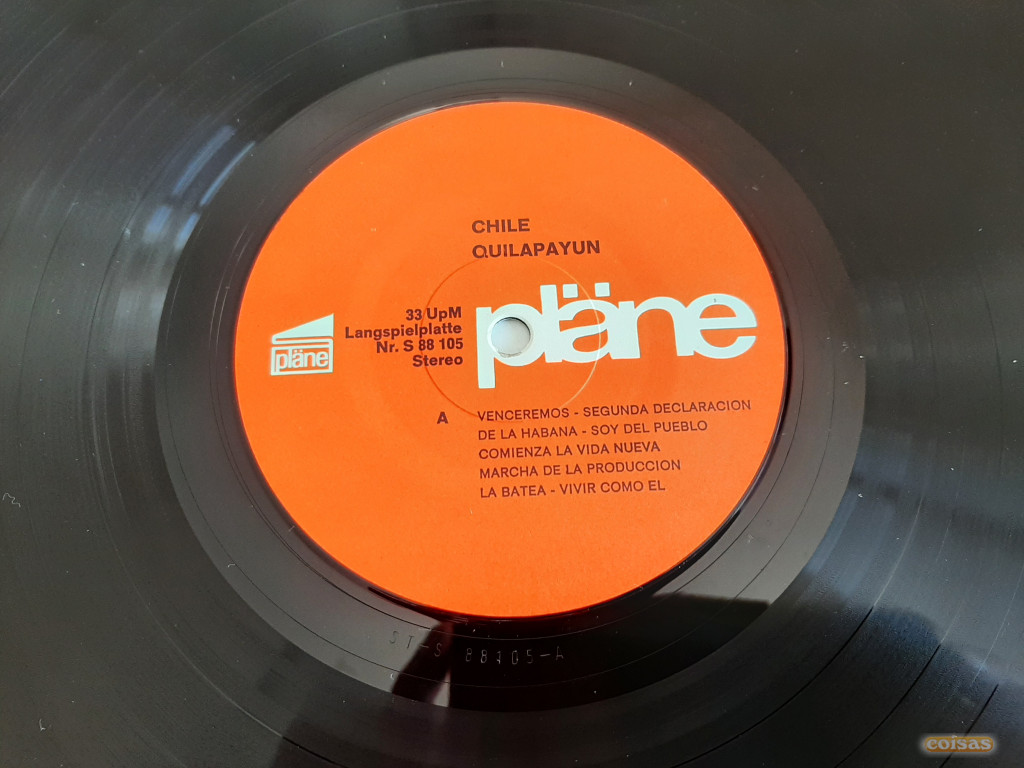 CHILE
QUILAPAYUN
33 UpM
Langspielplatte
Nr. S 88 105
Stereo
pläne
pläne
A
VENCEREMOS - SEGUNDA DECLARACION
DE LA HABANA - SOY DEL PUEBLO
COMIENZA LA VIDA NUEVA
MARCHA DE LA PRODUCCION
LA BATEA - VIVIR COMO EL
ST-S 88105-A
coisas